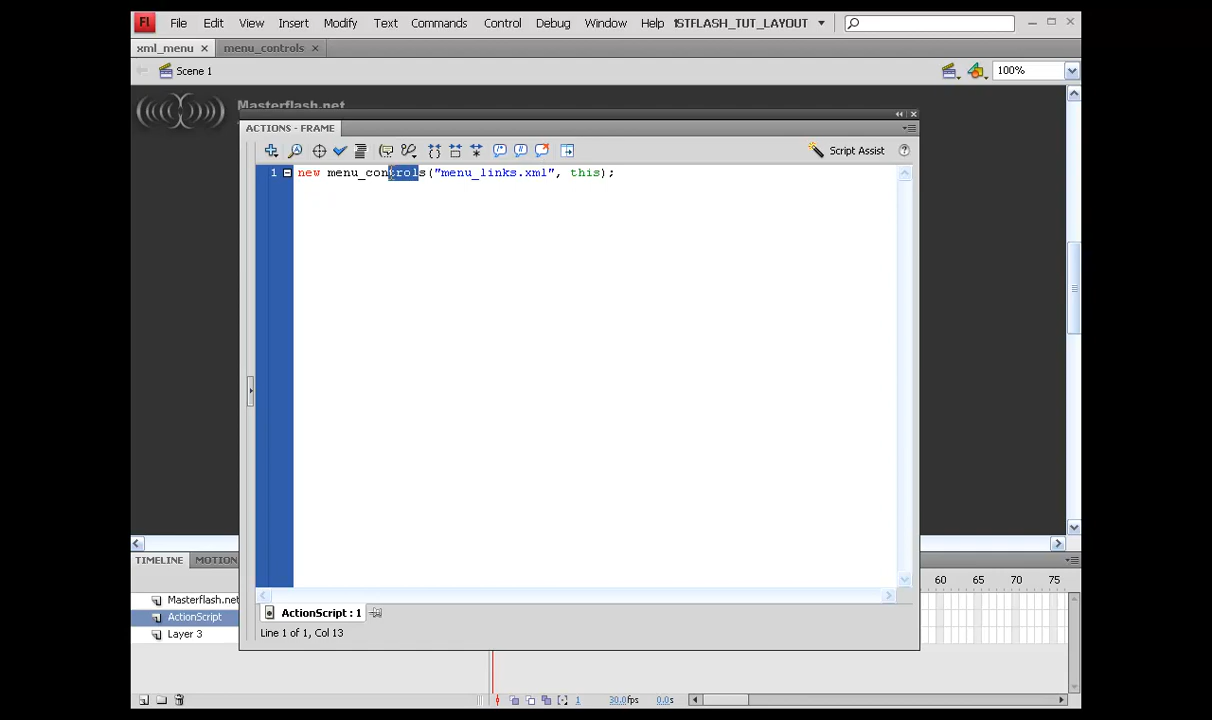 Fl File Edit View Insert Modify Text Commands Control Debug Window Help 1STFLASH_TUT_LAYOUT
xml_menu menu_controls
Scene 1 100%
Masterflash.net
ACTIONS - FRAME
Script Assist
1 new menu_controls("menu_links.xml", this);
ActionScript : 1
Line 1 of 1, Col 13
TIMELINE MOTION
60 65 70 75
Masterflash.net
ActionScript
Layer 3
1 30.0fps 0.0s